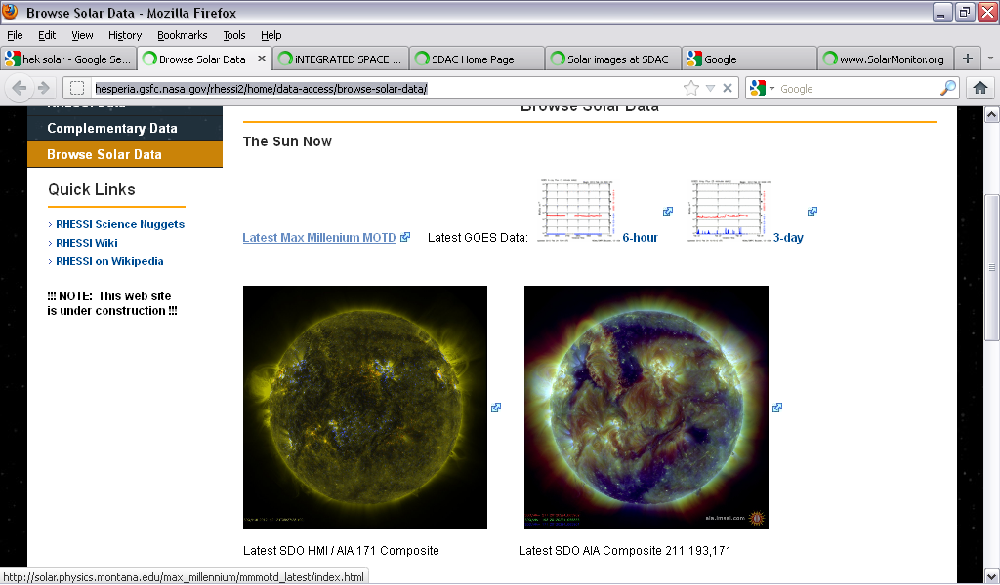 Browse Solar Data - Mozilla Firefox
File Edit View History Bookmarks Tools Help
hek solar - Google Se... Browse Solar Data iNTEGRATED SPACE ... SDAC Home Page Solar images at SDAC Google www.SolarMonitor.org
hesperia.gsfc.nasa.gov/rhessi2/home/data-access/browse-solar-data/ Google
Browse Solar Data
Complementary Data
Browse Solar Data
The Sun Now
Quick Links
RHESSI Science Nuggets
RHESSI Wiki
RHESSI on Wikipedia
Latest Max Millenium MOTD Latest GOES Data: 6-hour 3-day
!!! NOTE: This web site
is under construction !!!
aia.lmsal.com
Latest SDO HMI / AIA 171 Composite Latest SDO AIA Composite 211,193,171
http://solar.physics.montana.edu/max_millennium/mmmotd_latest/index.html